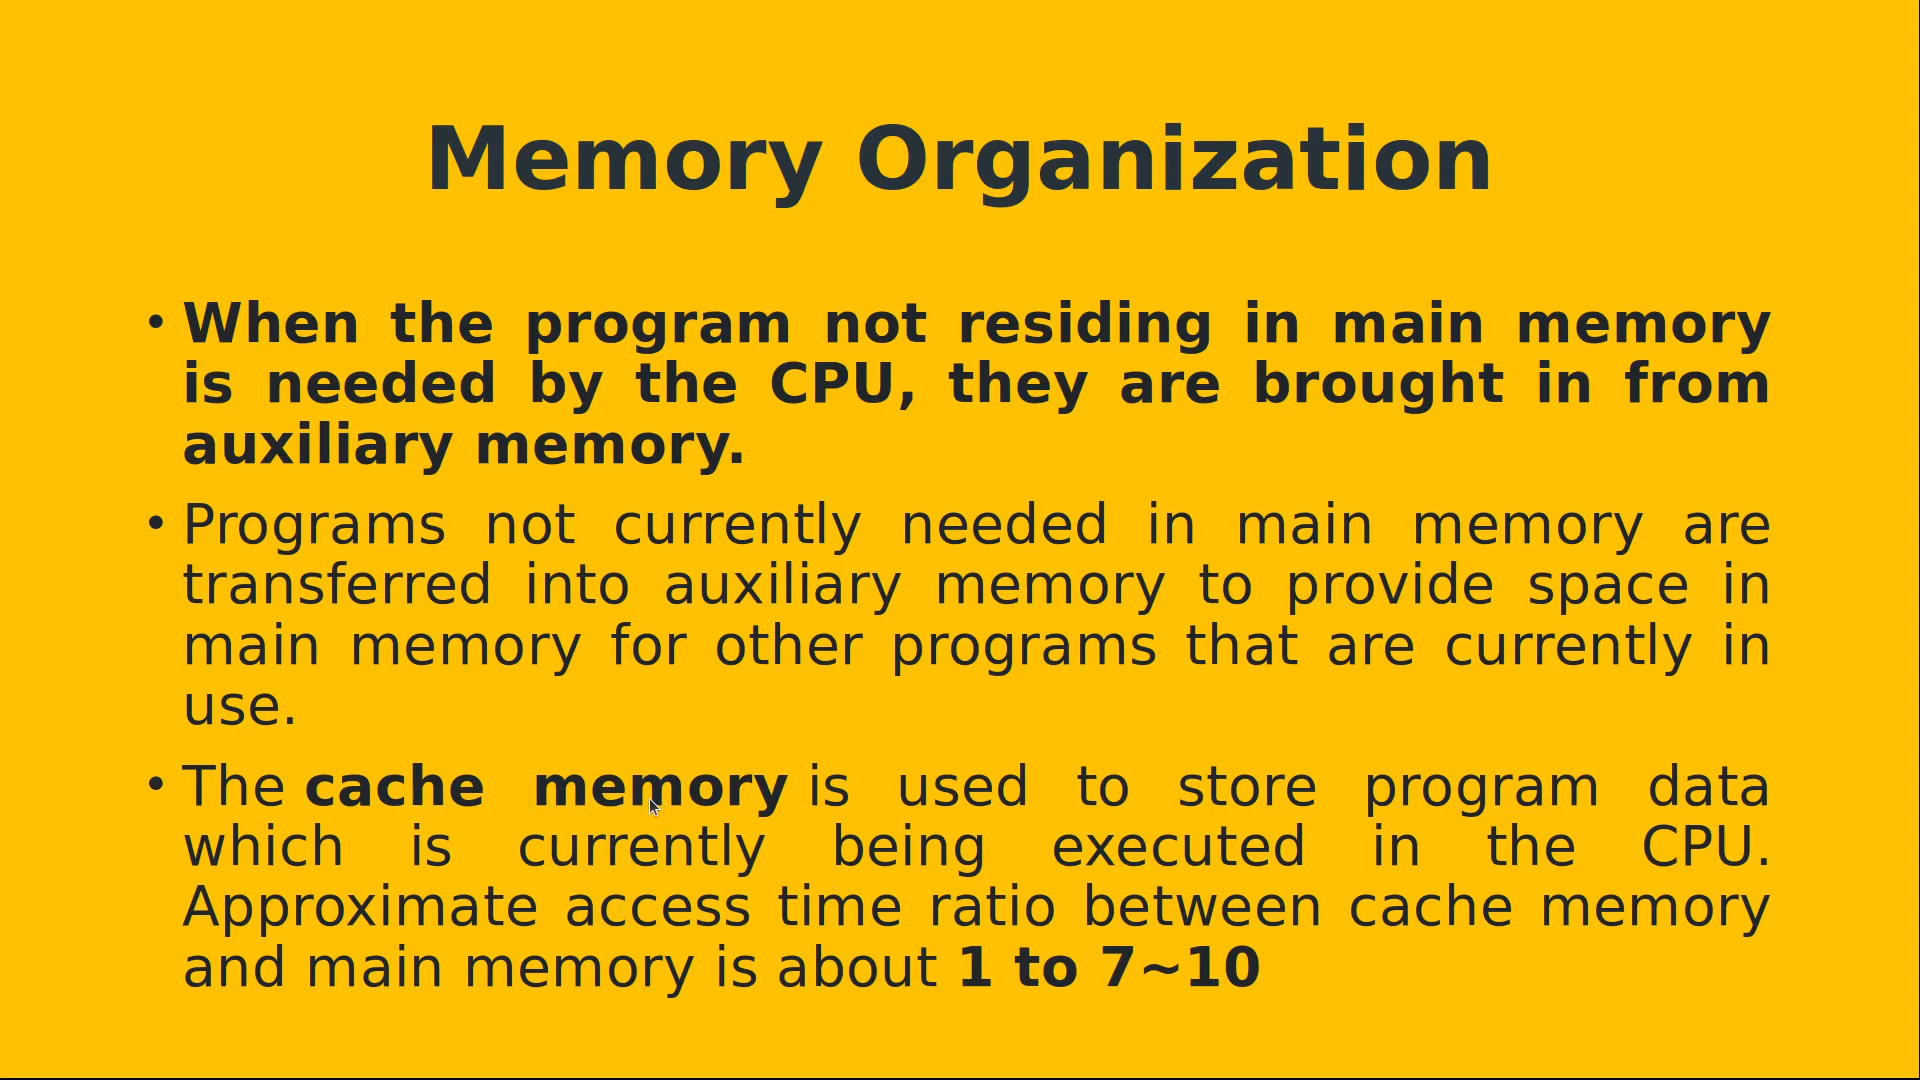 Memory Organization
• When the program not residing in main memory
is needed by the CPU, they are brought in from
auxiliary memory.
• Programs not currently needed in main memory are
transferred into auxiliary memory to provide space in
main memory for other programs that are currently in
use.
• The cache memory is used to store program data
which is currently being executed in the CPU.
Approximate access time ratio between cache memory
and main memory is about 1 to 7~10